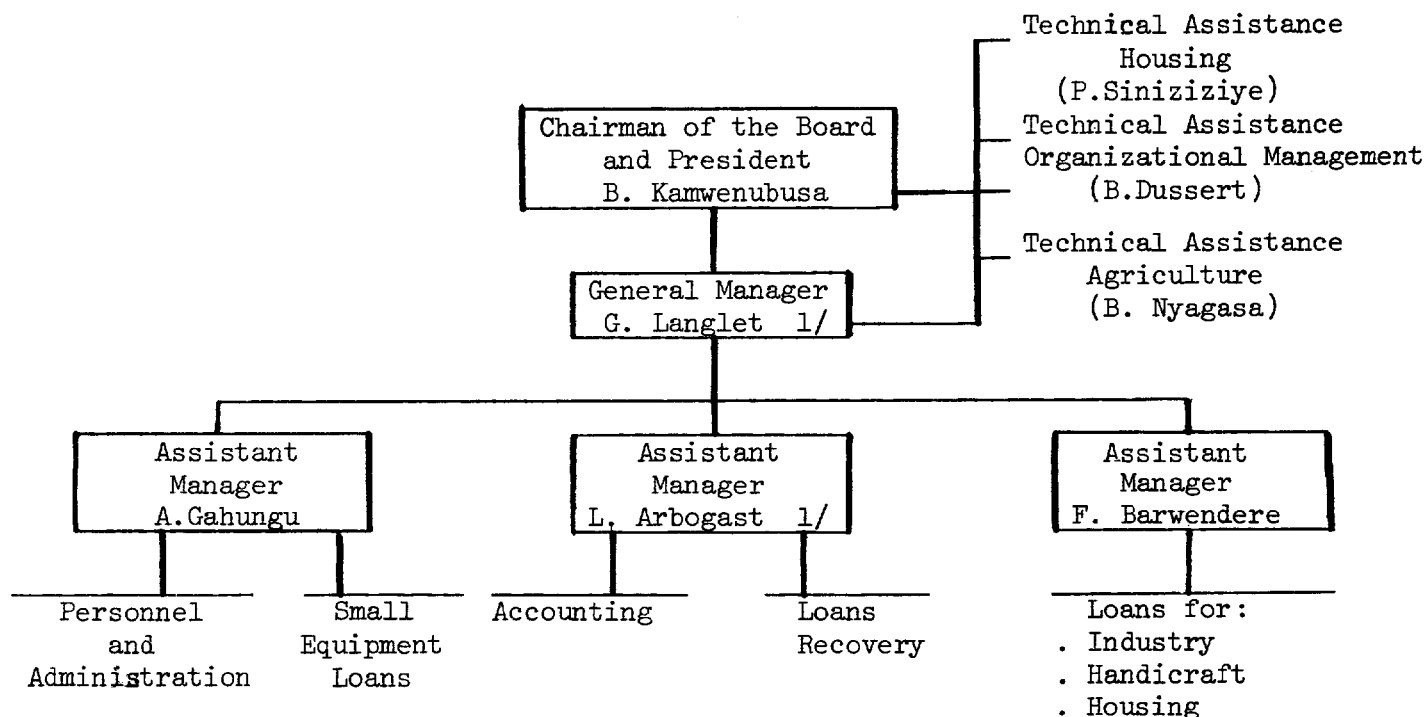 Technical Assistance
Housing
(P.Siniziziye)
Technical Assistance
Organizational Management
(B.Dussert)
Technical Assistance
Agriculture
(B. Nyagasa)
Chairman of the Board
and President
B. Kamwenubusa
General Manager
G. Langlet 1/
Assistant
Manager
A.Gahungu
Assistant
Manager
L. Arbogast 1/
Assistant
Manager
F. Barwendere
Personnel
and
Administration
Small
Equipment
Loans
Accounting
Loans
Recovery
Loans for:
. Industry
. Handicraft
. Housing